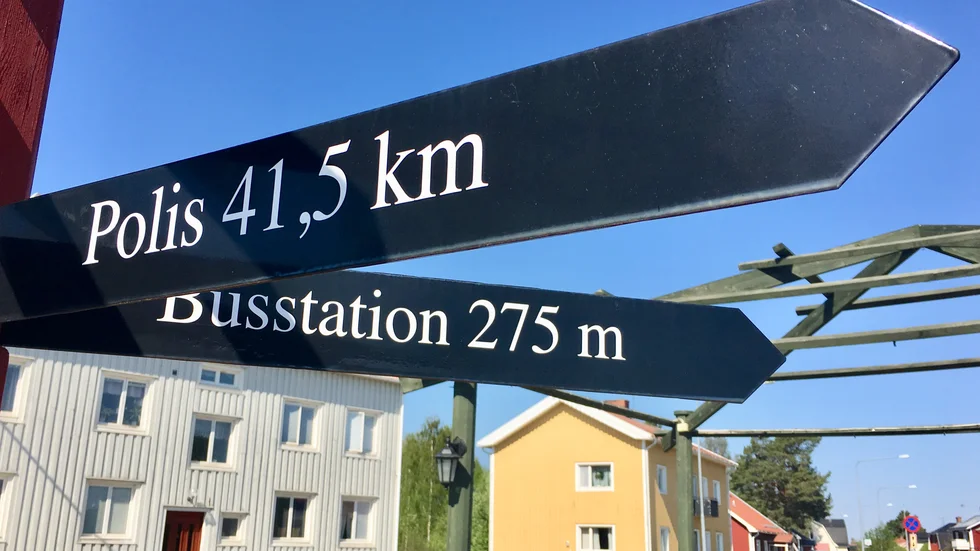 Polis 41,5 km
Busstation 275 m